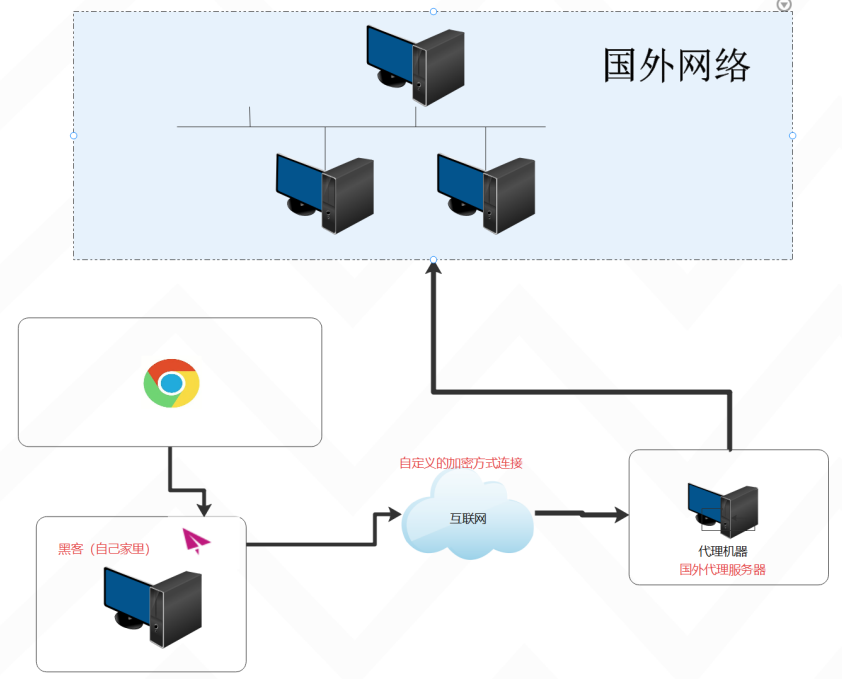 国外网络
自定义的加密方式连接
互联网
黑客（自己家里）
代理机器
国外代理服务器